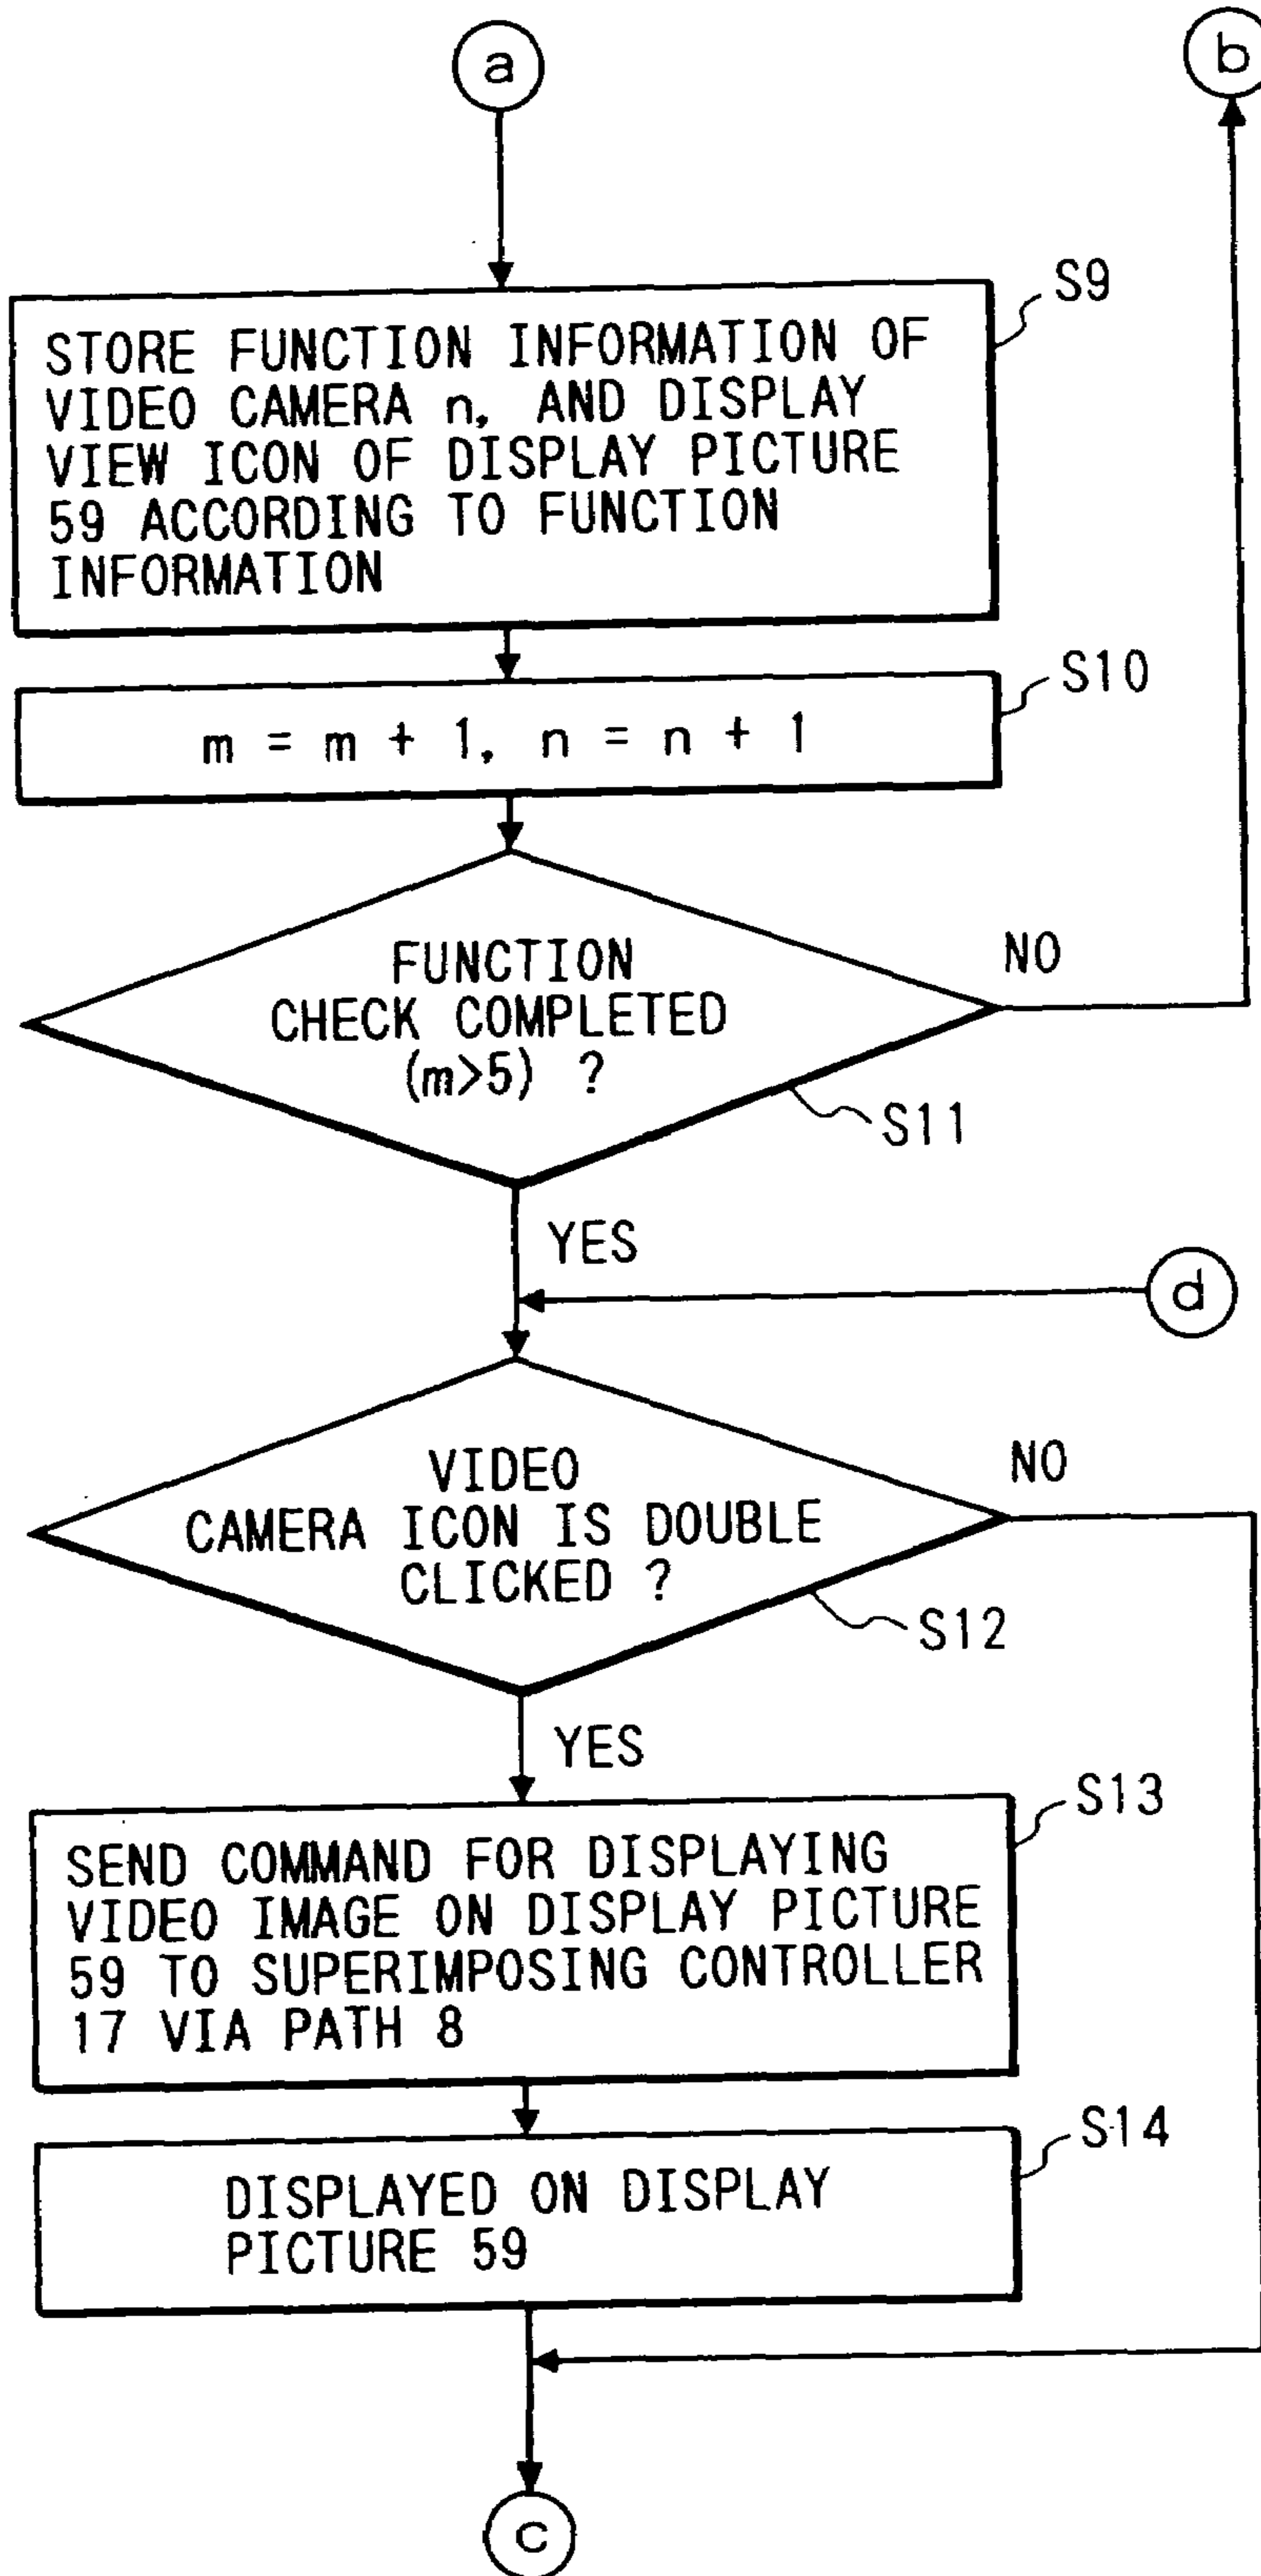 a
b
S9
STORE FUNCTION INFORMATION OF
VIDEO CAMERA n, AND DISPLAY
VIEW ICON OF DISPLAY PICTURE
59 ACCORDING TO FUNCTION
INFORMATION
S10
m = m + 1, n = n + 1
FUNCTION
CHECK COMPLETED
(m>5) ?
NO
S11
YES
d
VIDEO
CAMERA ICON IS DOUBLE
CLICKED ?
NO
S12
YES
S13
SEND COMMAND FOR DISPLAYING
VIDEO IMAGE ON DISPLAY PICTURE
59 TO SUPERIMPOSING CONTROLLER
17 VIA PATH 8
S14
DISPLAYED ON DISPLAY
PICTURE 59
c